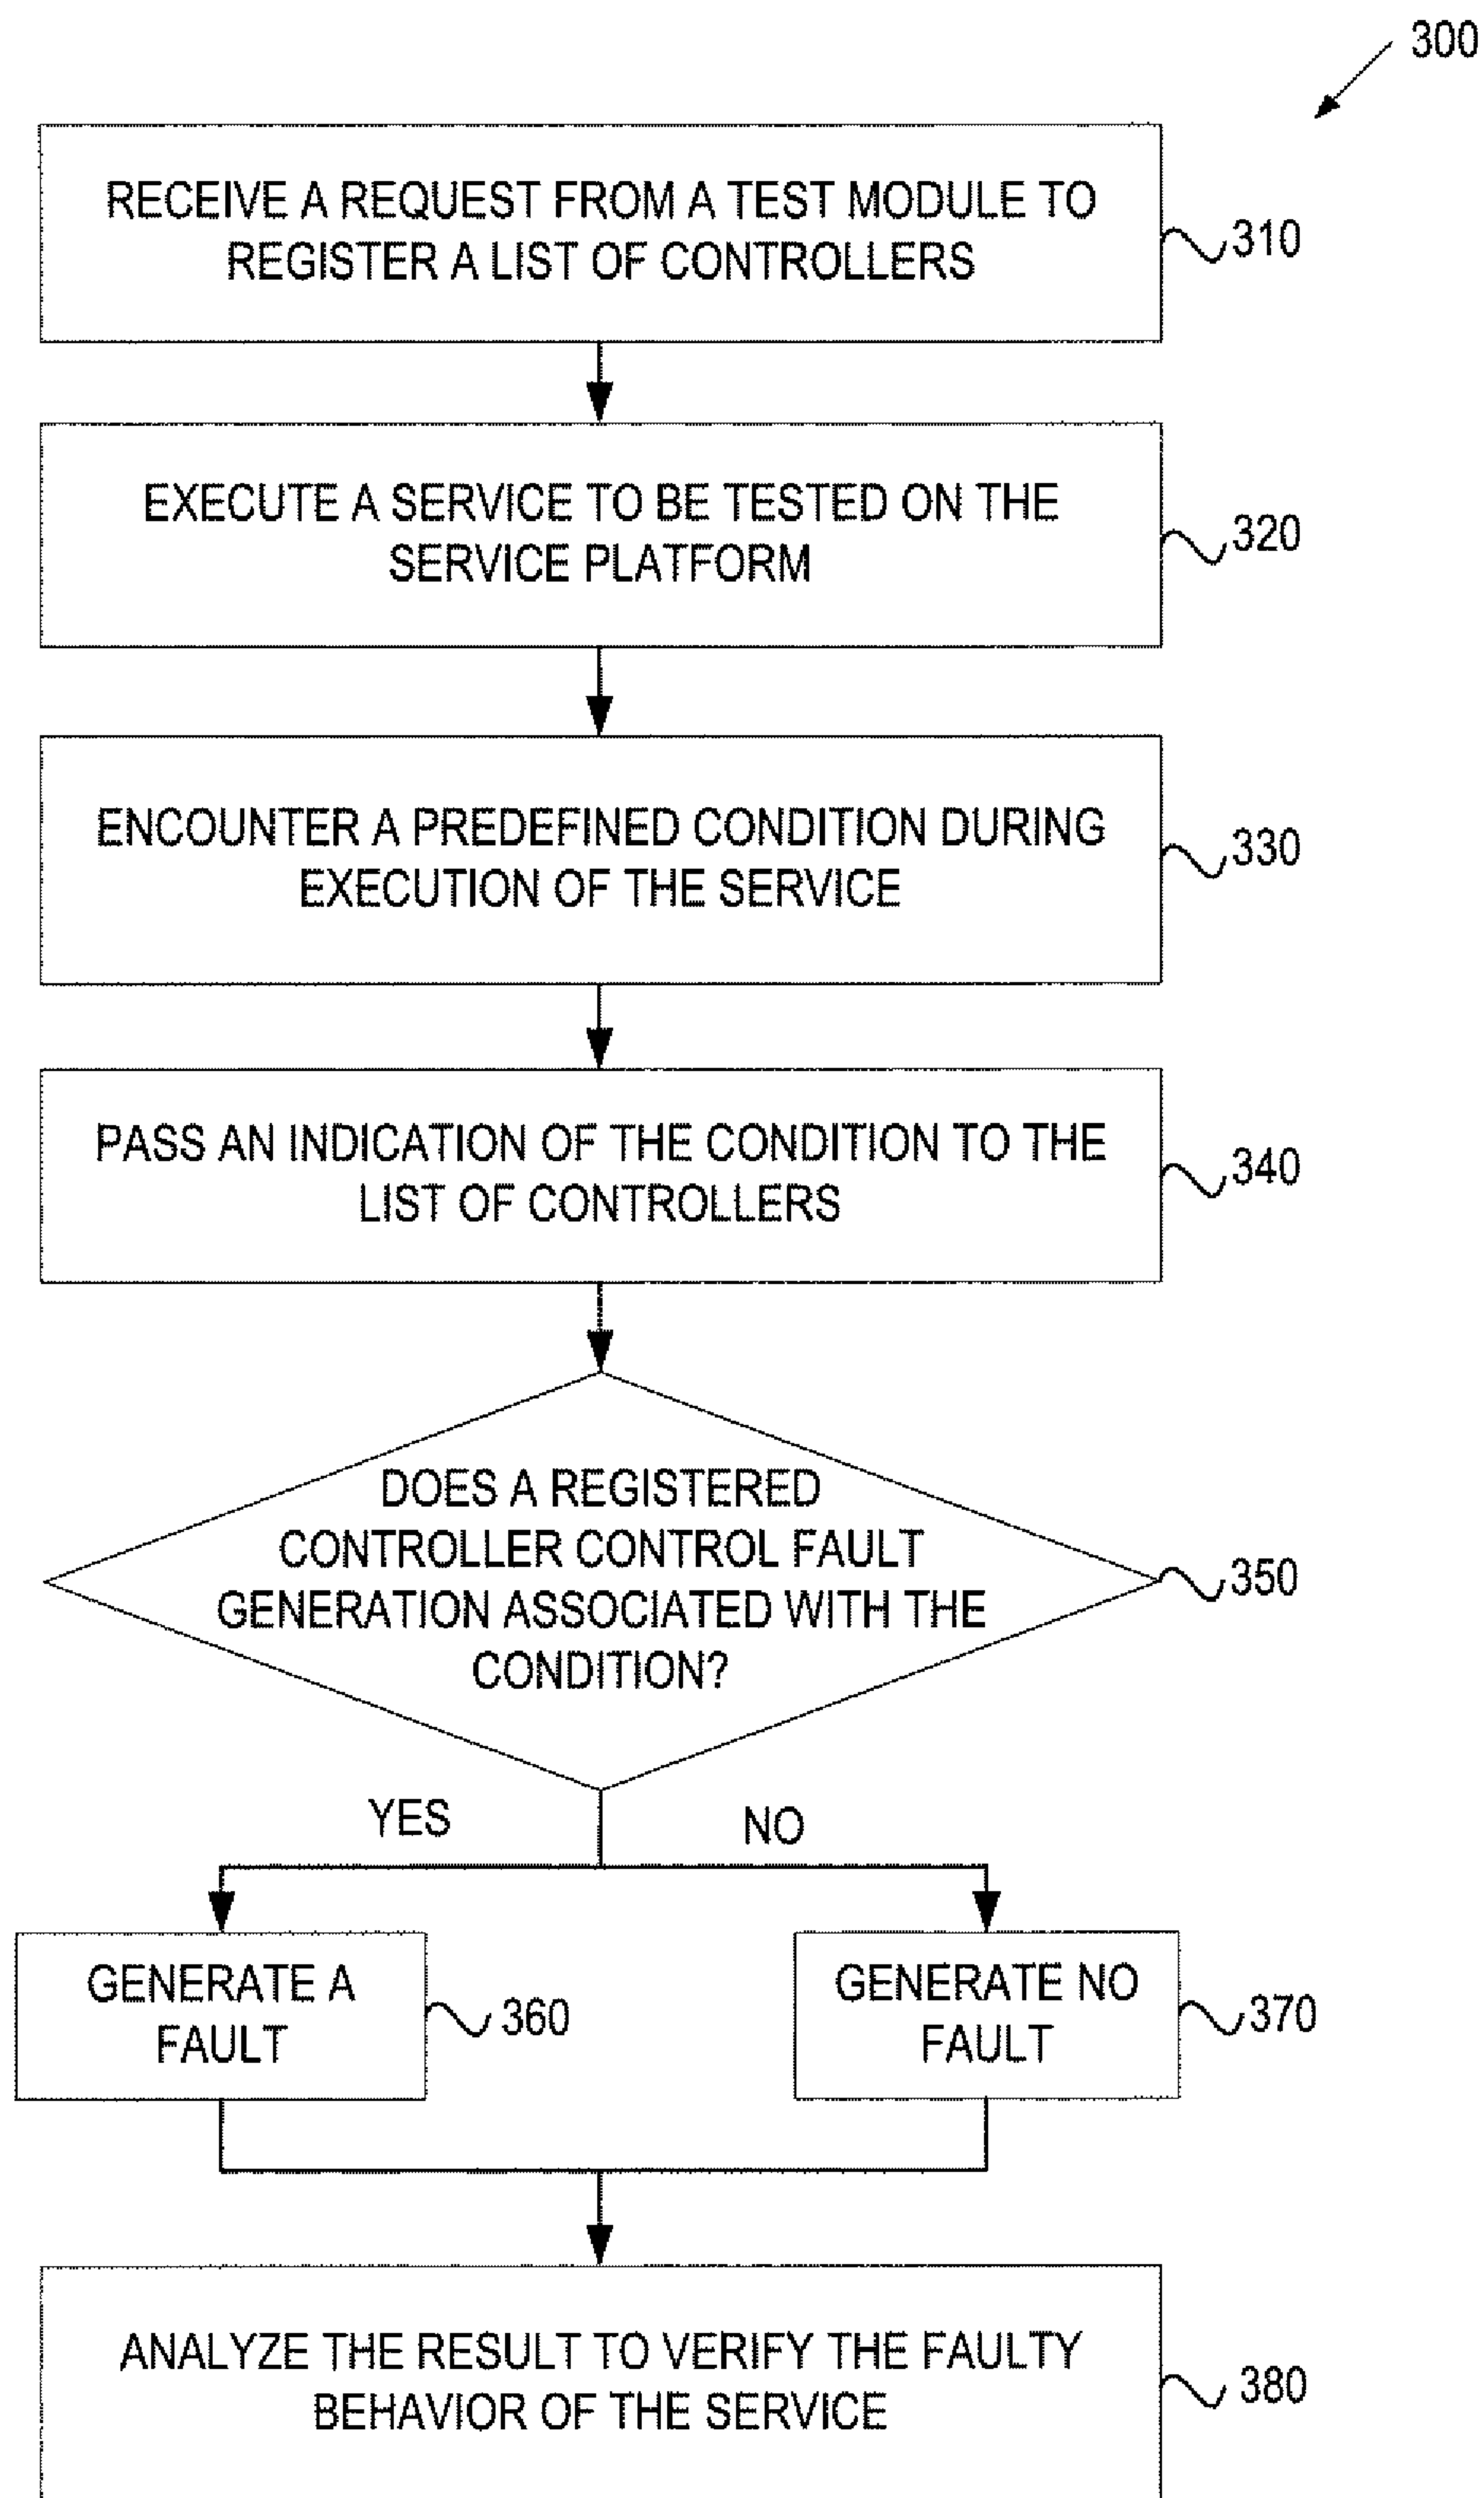 300
RECEIVE A REQUEST FROM A TEST MODULE TO
REGISTER A LIST OF CONTROLLERS
310
EXECUTE A SERVICE TO BE TESTED ON THE
SERVICE PLATFORM
320
ENCOUNTER A PREDEFINED CONDITION DURING
EXECUTION OF THE SERVICE
330
PASS AN INDICATION OF THE CONDITION TO THE
LIST OF CONTROLLERS
340
DOES A REGISTERED
CONTROLLER CONTROL FAULT
GENERATION ASSOCIATED WITH THE
CONDITION?
350
YES
NO
GENERATE A
FAULT
360
GENERATE NO
FAULT
370
ANALYZE THE RESULT TO VERIFY THE FAULTY
BEHAVIOR OF THE SERVICE
380